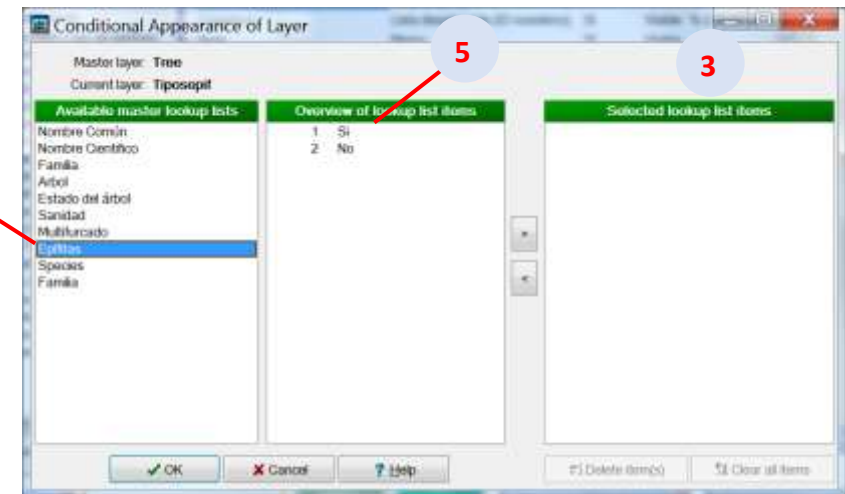 Conditional Appearance of Layer
5
3
Master layer: Tree
Current layer: Tiposepif
Available master lookup lists
Nombre Común
Nombre Científico
Familia
Arbol
Estado del árbol
Sanidad
Multifurcado
Epífitas
Species
Familia
Overview of lookup list items
1 Si
2 No
Selected lookup list items
>
<
OK
Cancel
? Help
Delete item(s)
Clear all items